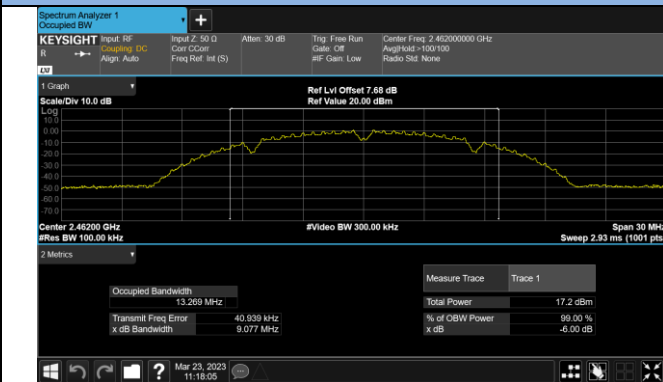 Spectrum Analyzer 1
Occupied BW
+
KEYSIGHT Input: RF Input Z: 50 Ω Atten: 30 dB Trig: Free Run Center Freq: 2.462000000 GHz
R Coupling: DC Corr CCorr Gate: Off Avg|Hold:>100/100
Align: Auto Freq Ref: Int (S) #IF Gain: Low Radio Std: None
LXI
1 Graph
Ref Lvl Offset 7.68 dB
Scale/Div 10.0 dB Ref Value 20.00 dBm
Log
10.0
0.00
-10.0
-20.0
-30.0
-40.0
-50.0
-60.0
-70.0
Center 2.46200 GHz #Video BW 300.00 kHz Span 30 MHz
#Res BW 100.00 kHz Sweep 2.93 ms (1001 pts)
2 Metrics
Measure Trace Trace 1
Occupied Bandwidth
13.269 MHz Total Power 17.2 dBm
Transmit Freq Error 40.939 kHz % of OBW Power 99.00 %
x dB Bandwidth 9.077 MHz x dB -6.00 dB
? Mar 23, 2023
11:18:05